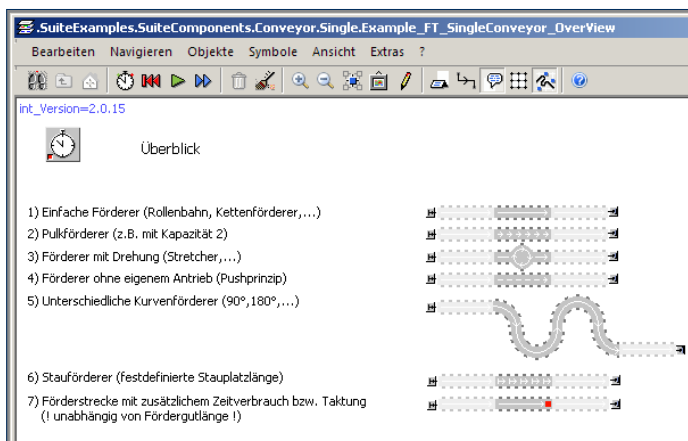 .SuiteExamples.SuiteComponents.Conveyor.Single.Example_FT_SingleConveyor_OverView
Bearbeiten Navigieren Objekte Symbole Ansicht Extras ?
int_Version=2.0.15
Überblick
1) Einfache Förderer (Rollenbahn, Kettenförderer,...)
2) Pulkförderer (z.B. mit Kapazität 2)
3) Förderer mit Drehung (Stretcher,...)
4) Förderer ohne eigenem Antrieb (Pushprinzip)
5) Unterschiedliche Kurvenförderer (90°,180°,...)
6) Stauförderer (festdefinierte Stauplatzlänge)
7) Förderstrecke mit zusätzlichem Zeitverbrauch bzw. Taktung
(! unabhängig von Fördergutlänge !)